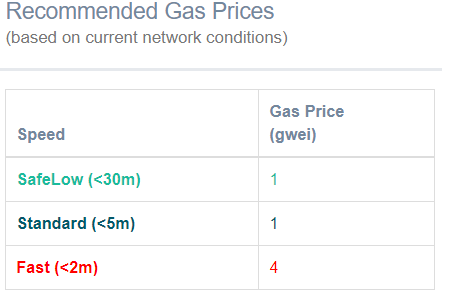 Recommended Gas Prices
(based on current network conditions)
Speed
Gas Price
(gwei)
SafeLow (<30m) 1
Standard (<5m) 1
Fast (<2m) 4